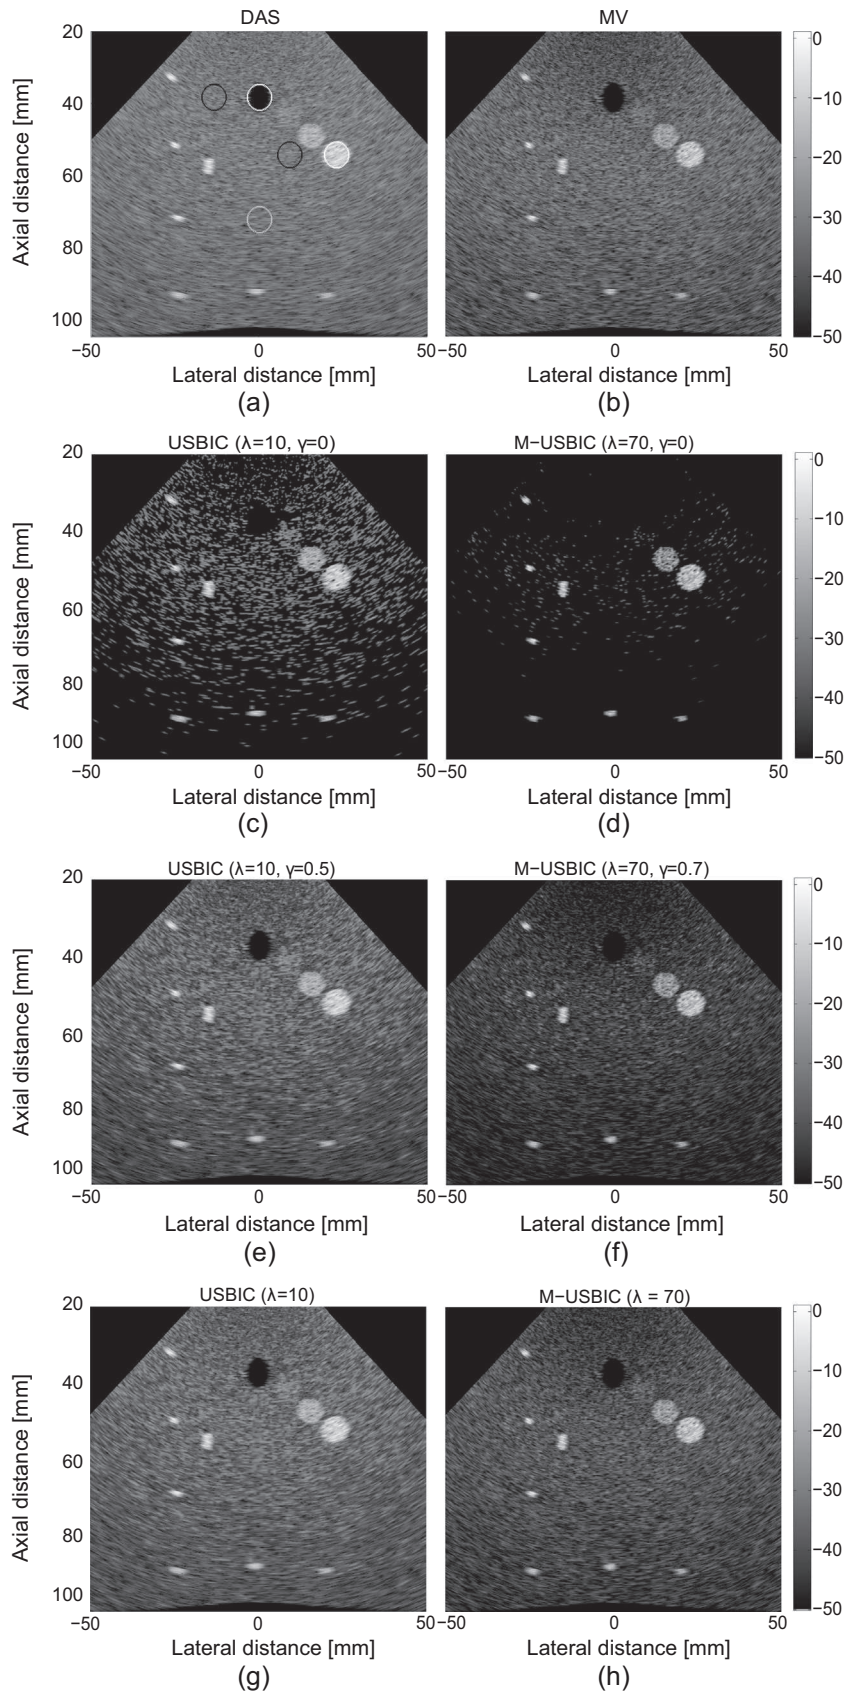 DAS MV
20
40
60
80
100
Axial distance [mm]
0
−10
−20
−30
−40
−50
−50 0 50 −50 0 50
Lateral distance [mm] Lateral distance [mm]
(a) (b)
USBIC (λ=10, γ=0) M−USBIC (λ=70, γ=0)
20
40
60
80
100
Axial distance [mm]
0
−10
−20
−30
−40
−50
−50 0 50 −50 0 50
Lateral distance [mm] Lateral distance [mm]
(c) (d)
USBIC (λ=10, γ=0.5) M−USBIC (λ=70, γ=0.7)
20
40
60
80
100
Axial distance [mm]
0
−10
−20
−30
−40
−50
−50 0 50 −50 0 50
Lateral distance [mm] Lateral distance [mm]
(e) (f)
USBIC (λ=10) M−USBIC (λ = 70)
20
40
60
80
100
Axial distance [mm]
0
−10
−20
−30
−40
−50
−50 0 50 −50 0 50
Lateral distance [mm] Lateral distance [mm]
(g) (h)